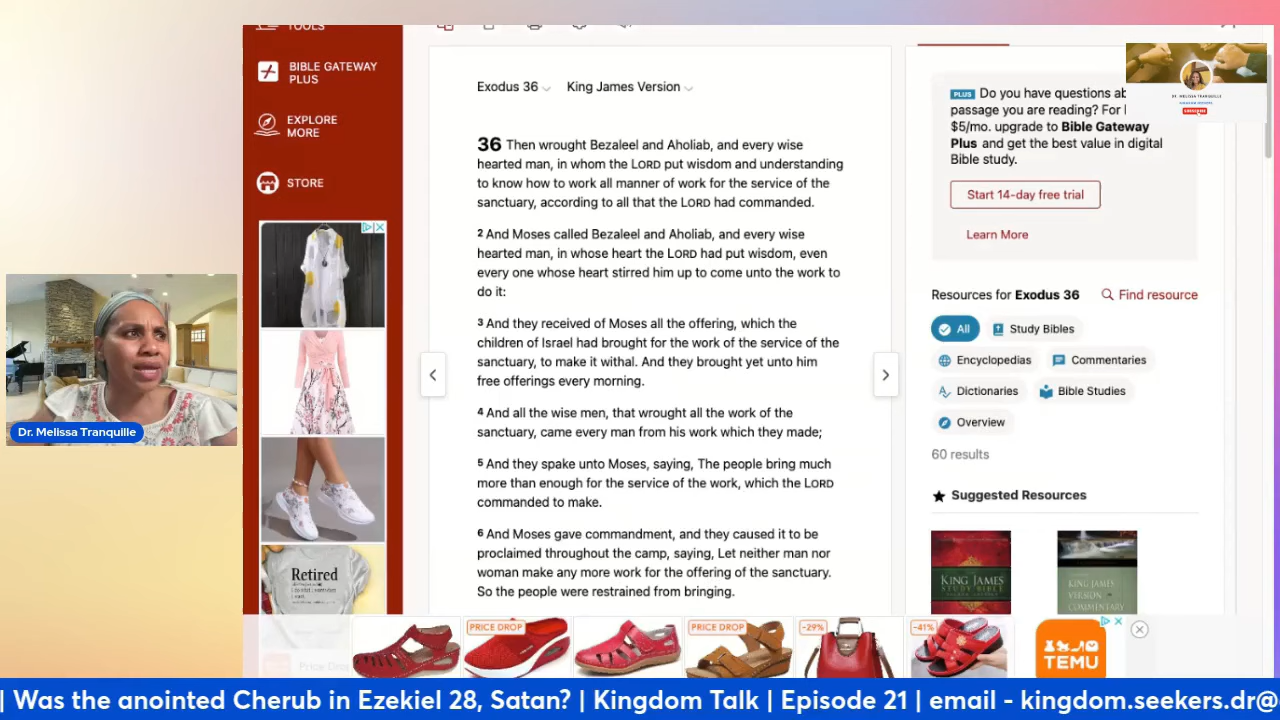 TOOLS
BIBLE GATEWAY
PLUS
EXPLORE
MORE
STORE
Retired
Price Drop
Dr. Melissa Tranquille
Exodus 36 King James Version
36 Then wrought Bezaleel and Aholiab, and every wise
hearted man, in whom the LORD put wisdom and understanding
to know how to work all manner of work for the service of the
sanctuary, according to all that the LORD had commanded.
2 And Moses called Bezaleel and Aholiab, and every wise
hearted man, in whose heart the LORD had put wisdom, even
every one whose heart stirred him up to come unto the work to
do it:
3 And they received of Moses all the offering, which the
children of Israel had brought for the work of the service of the
sanctuary, to make it withal. And they brought yet unto him
free offerings every morning.
4 And all the wise men, that wrought all the work of the
sanctuary, came every man from his work which they made;
5 And they spake unto Moses, saying, The people bring much
more than enough for the service of the work, which the LORD
commanded to make.
6 And Moses gave commandment, and they caused it to be
proclaimed throughout the camp, saying, Let neither man nor
woman make any more work for the offering of the sanctuary.
So the people were restrained from bringing.
PLUS Do you have questions ab
passage you are reading? For
$5/mo. upgrade to Bible Gateway
Plus and get the best value in digital
Bible study.
Start 14-day free trial
Learn More
DR. MELISSA TRANQUILLE
Resources for Exodus 36 Find resource
All Study Bibles
Encyclopedias Commentaries
Dictionaries Bible Studies
Overview
60 results
Suggested Resources
KING JAMES
STUDY BIBLE
KING JAMES
VERSION
COMMENTARY
PRICE DROP
PRICE DROP
-29%
-41%
TEMU
| Was the anointed Cherub in Ezekiel 28, Satan? | Kingdom Talk | Episode 21 | email - kingdom.seekers.dr@